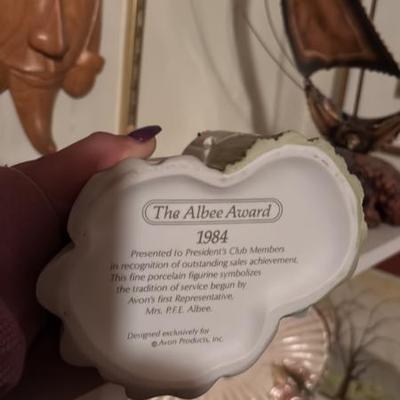 The Albee Award
1984
Presented to President's Club Members
in recognition of outstanding sales achievement.
This fine porcelain figurine symbolizes
the tradition of service begun by
Avon's first Representative,
Mrs. P.F.E. Albee.
Designed exclusively for
© Avon Products, Inc.